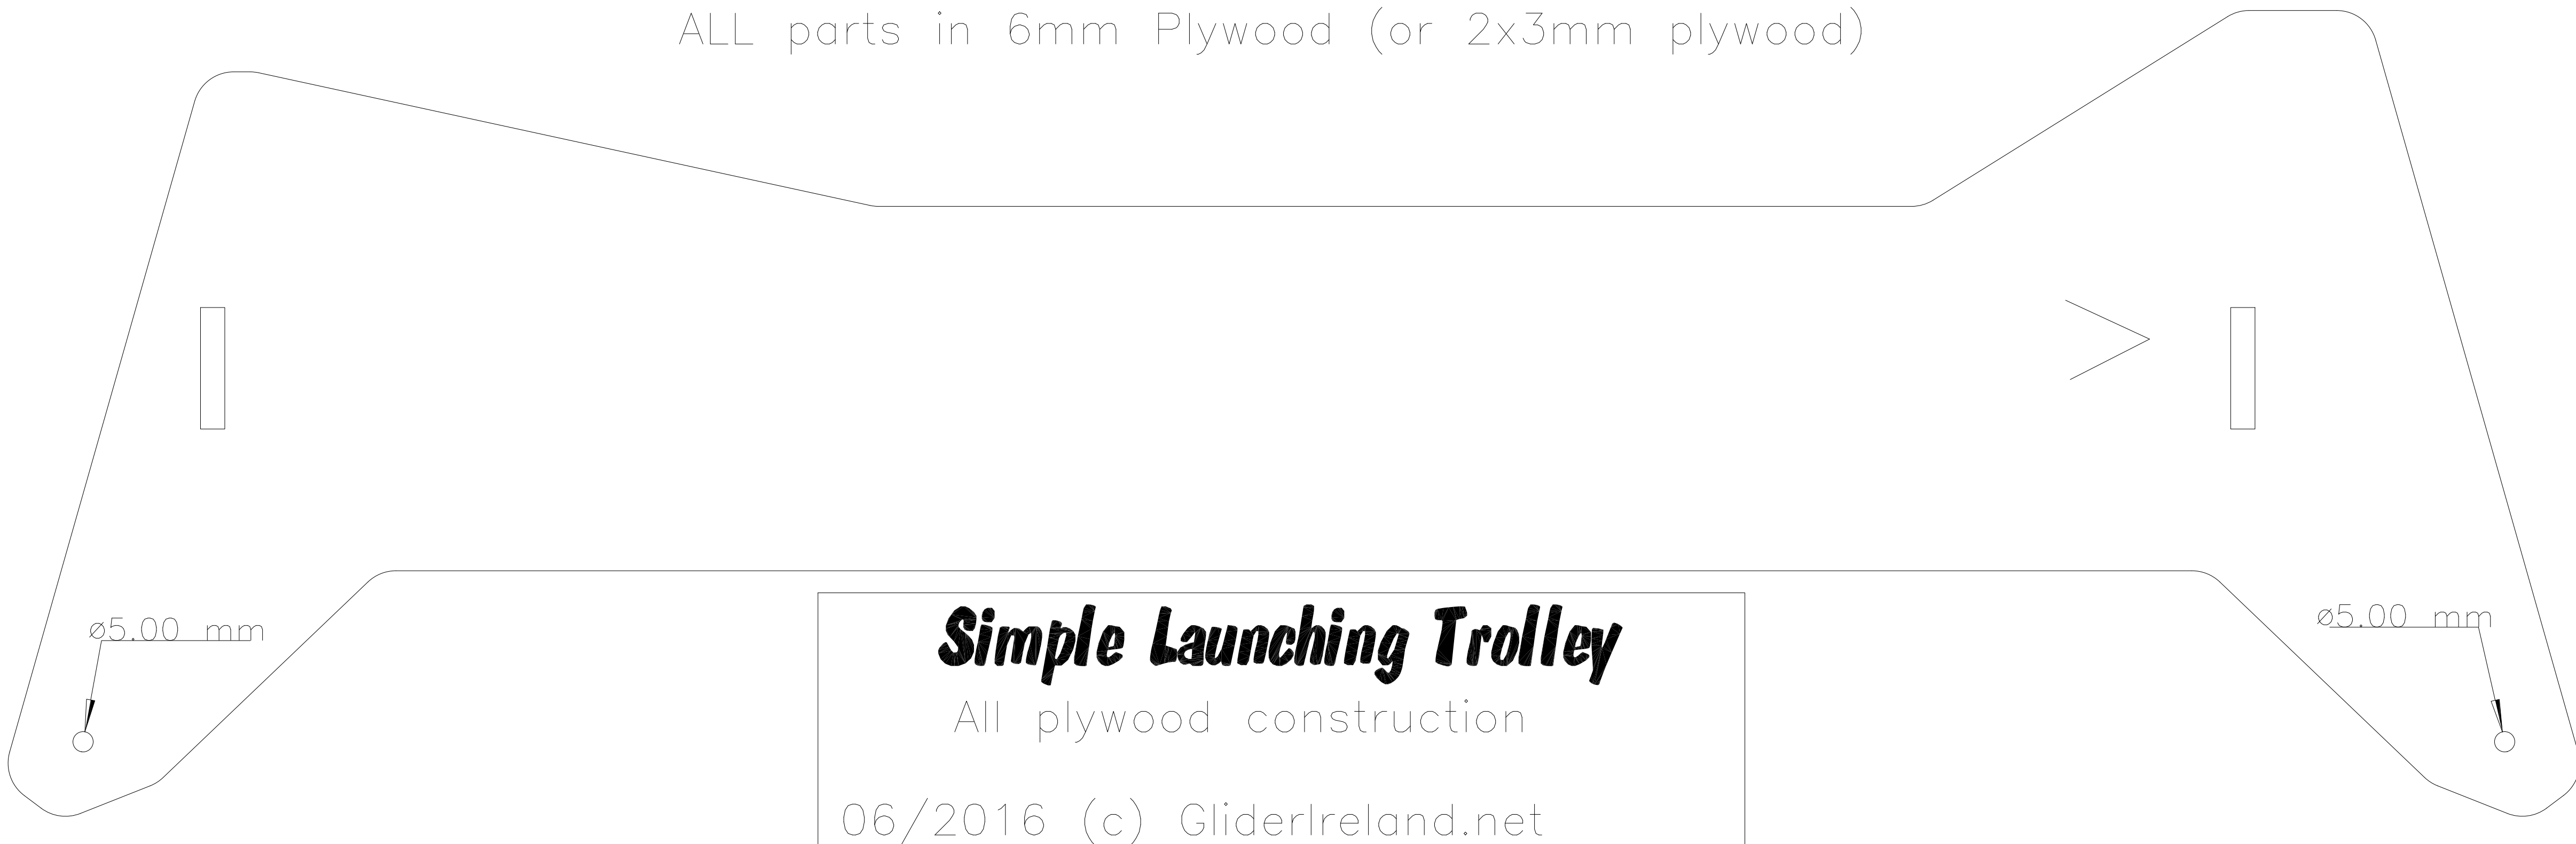 ALL parts in 6mm Plywood (or 2x3mm plywood)
ø5.00 mm
ø5.00 mm
Simple Launching Trolley
All plywood construction
06/2016 (c) GliderIreland.net